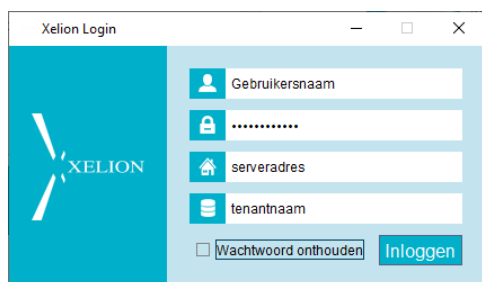 Xelion Login
XELION
Gebruikersnaam
••••••••••••
serveradres
tenantnaam
Wachtwoord onthouden
Inloggen